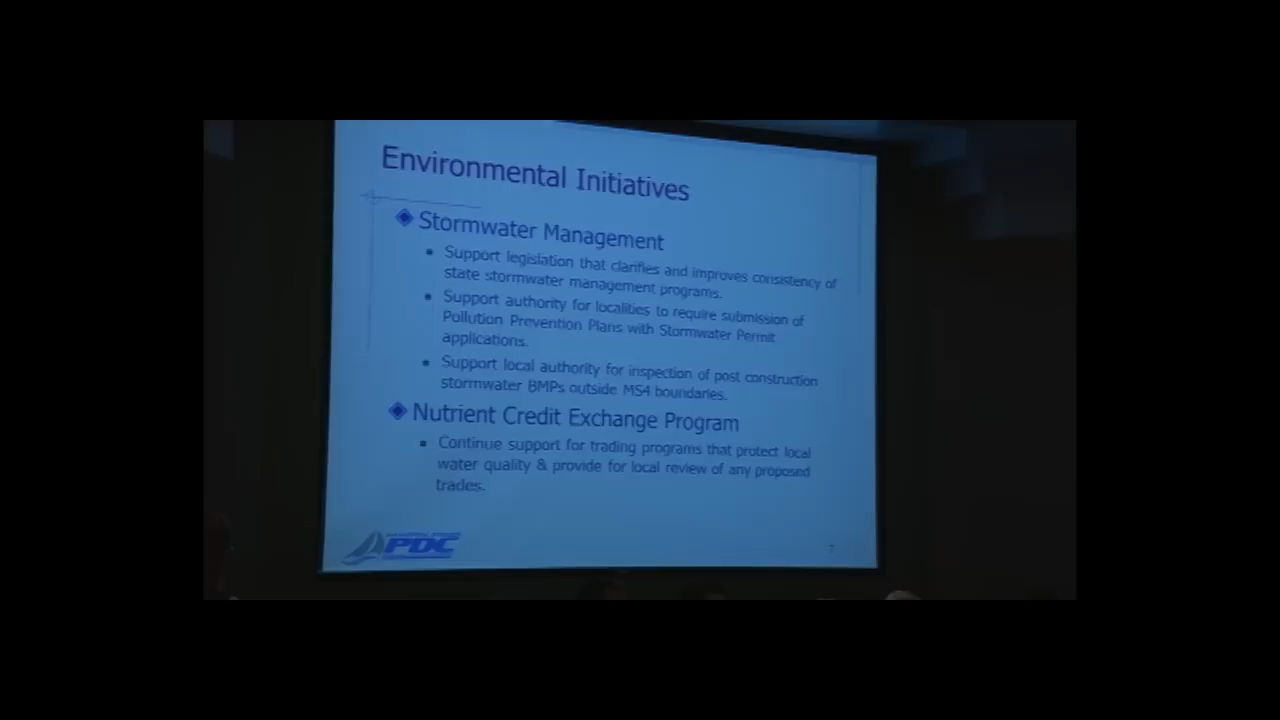 Environmental Initiatives
Stormwater Management
Support legislation that clarifies and improves consistency of
state stormwater management programs.
Support authority for localities to require submission of
Pollution Prevention Plans with Stormwater Permit
applications.
Support local authority for inspection of post construction
stormwater BMPs outside MS4 boundaries.
Nutrient Credit Exchange Program
Continue support for trading programs that protect local
water quality & provide for local review of any proposed
trades.
PDC
7